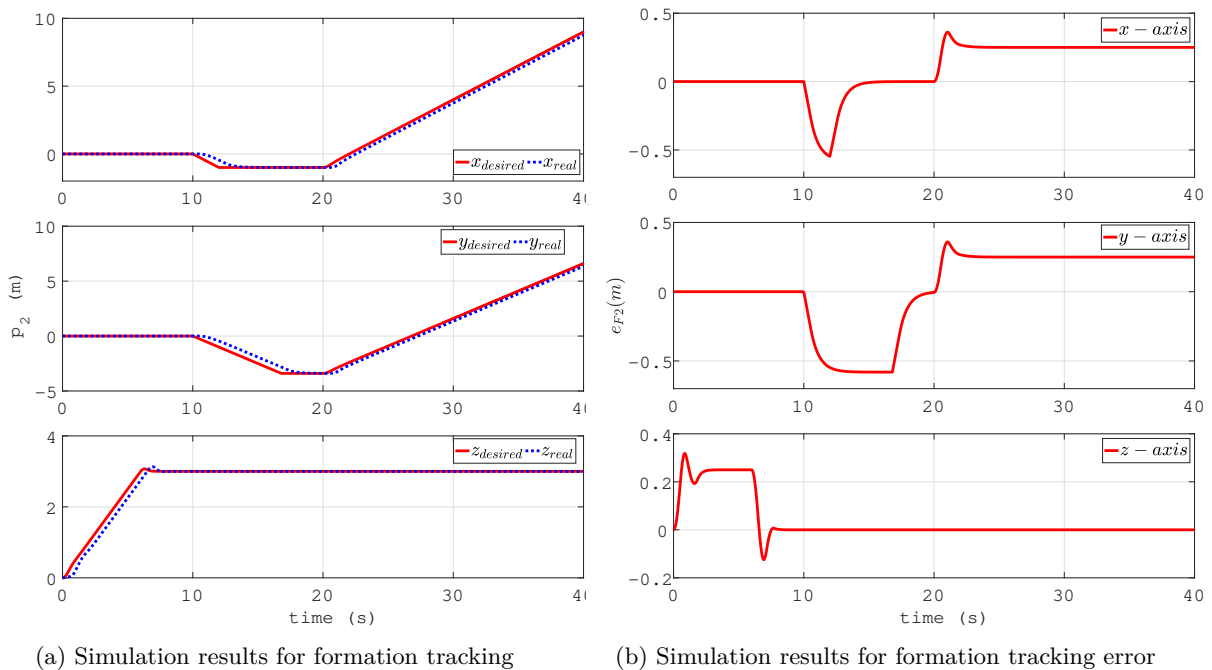 10
5
0
x_desired x_real
0 10 20 30 40
10
5
0
−5
y_desired y_real
p_2 (m)
0 10 20 30 40
4
2
0
z_desired z_real
0 10 20 30 40
time (s)
(a) Simulation results for formation tracking
0.5
0
−0.5
x − axis
0 10 20 30 40
0.5
0
−0.5
y − axis
e_F2(m)
0 10 20 30 40
0.4
0.2
0
−0.2
z − axis
0 10 20 30 40
time (s)
(b) Simulation results for formation tracking error